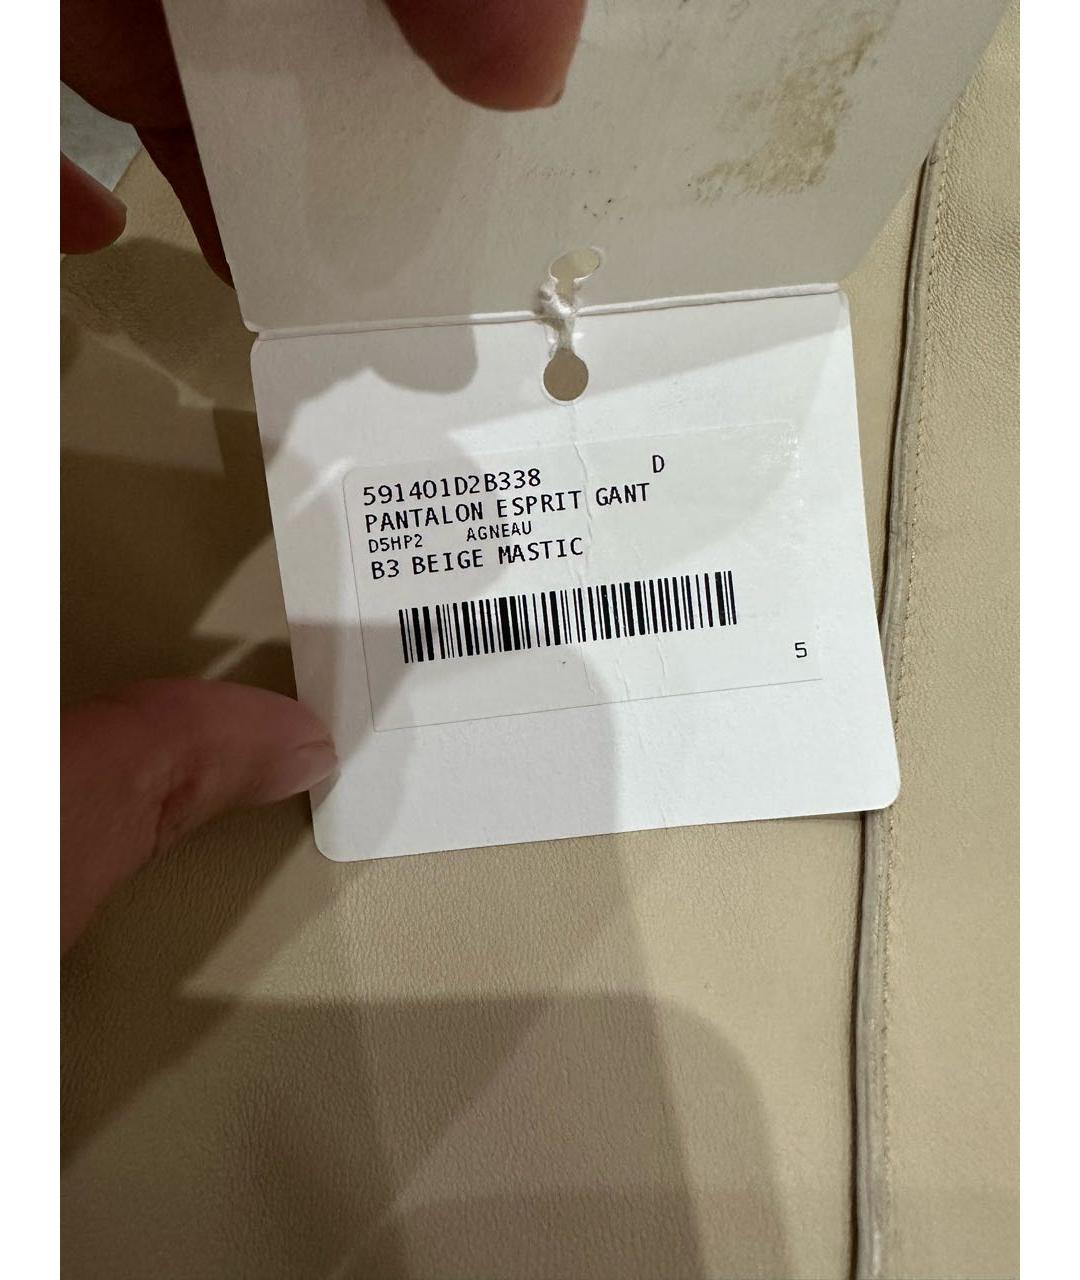 591401D2B338 D
PANTALON ESPRIT GANT
D5HP2 AGNEAU
B3 BEIGE MASTIC
5